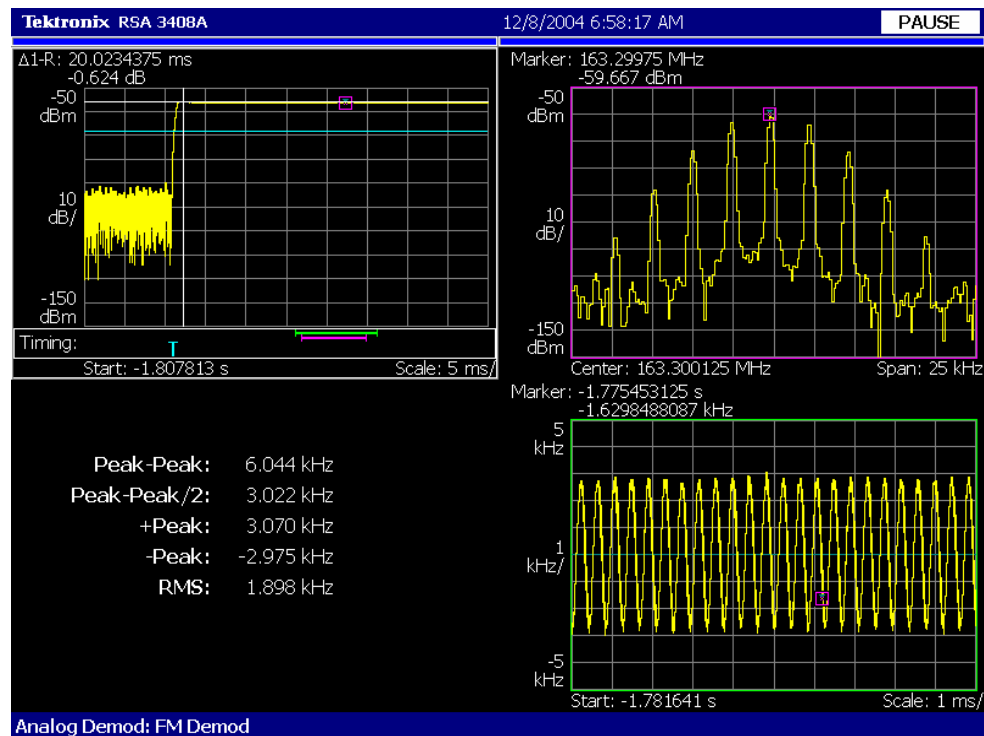 Tektronix RSA 3408A 12/8/2004 6:58:17 AM PAUSE
Δ1-R: 20.0234375 ms
-0.624 dB
-50
dBm
10
dB/
-150
dBm
Timing:
T
Start: -1.807813 s Scale: 5 ms/
Marker: 163.29975 MHz
-59.667 dBm
-50
dBm
10
dB/
-150
dBm
Center: 163.300125 MHz Span: 25 kHz
Marker: -1.775453125 s
-1.6298488087 kHz
5
kHz
1
kHz/
-5
kHz
Start: -1.781641 s Scale: 1 ms/
Peak-Peak: 6.044 kHz
Peak-Peak/2: 3.022 kHz
+Peak: 3.070 kHz
-Peak: -2.975 kHz
RMS: 1.898 kHz
Analog Demod: FM Demod